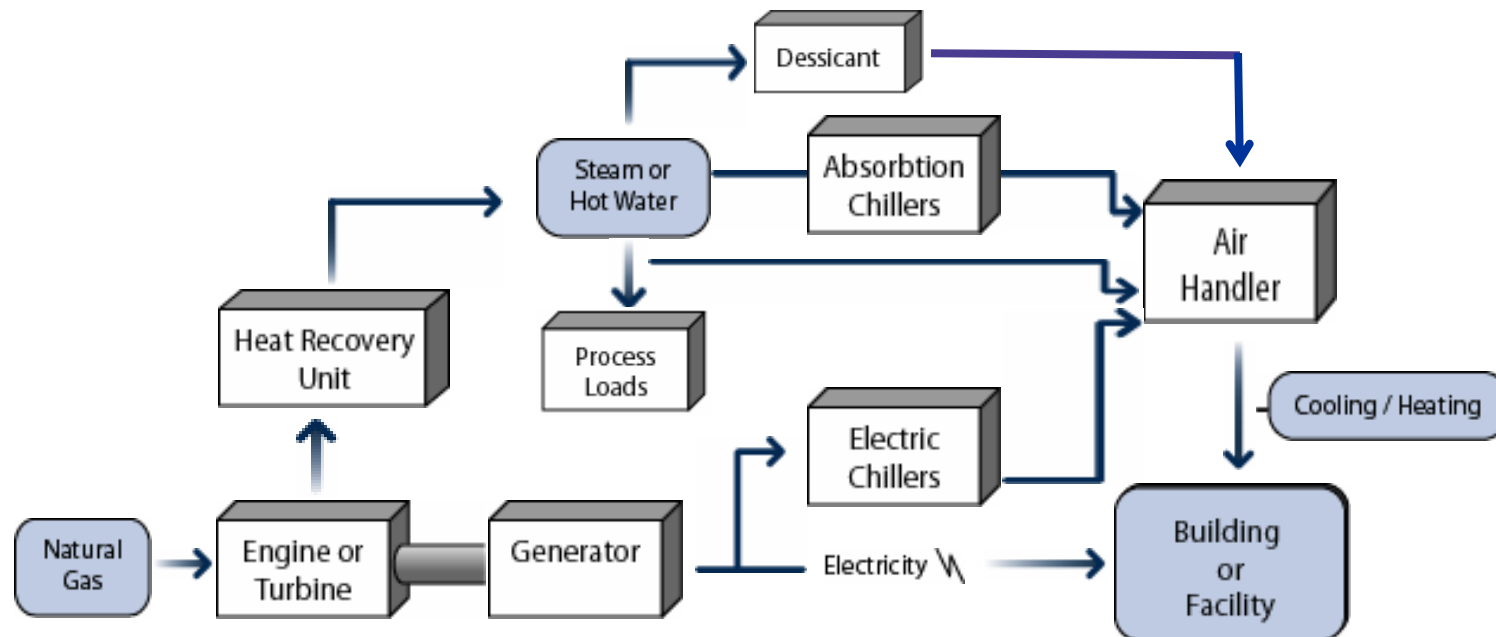 Dessicant
Steam or
Hot Water
Absorbtion
Chillers
Air
Handler
Heat Recovery
Unit
Process
Loads
Cooling / Heating
Electric
Chillers
Natural
Gas
Engine or
Turbine
Generator
Electricity
Building
or
Facility